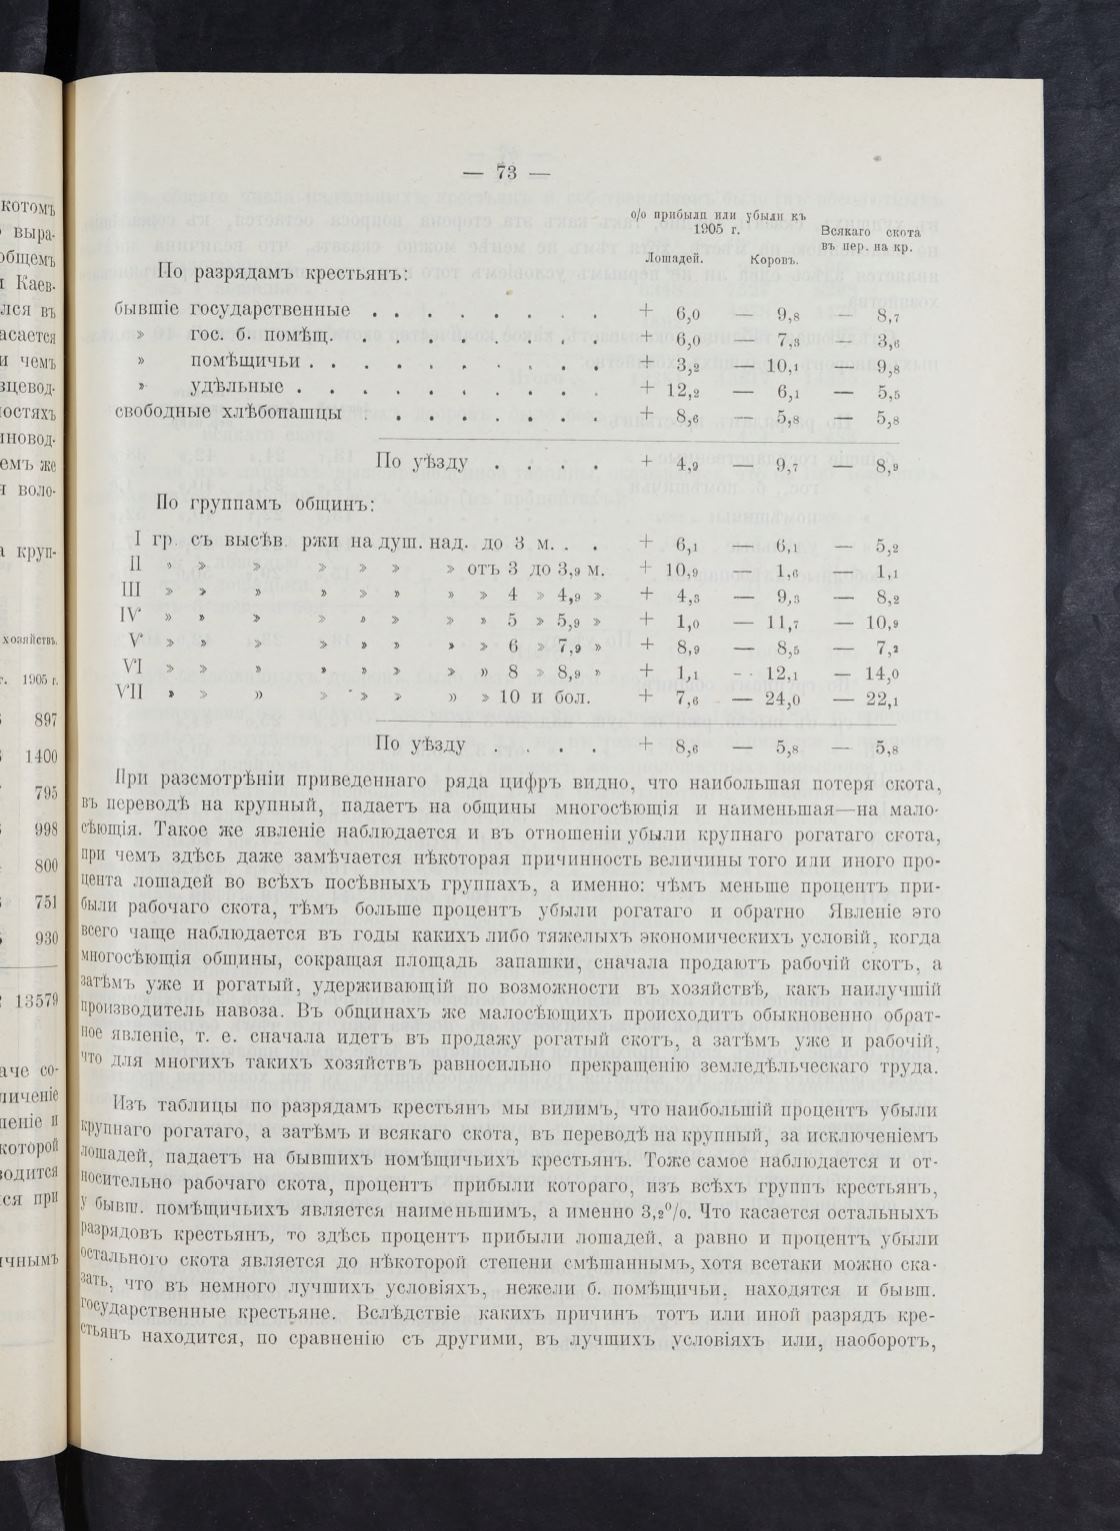 — 73 —
о/о прибыли или убыли къ
1905 г.
Всякаго скота
въ пер. на кр.
Лошадей. Коровъ.
По разрядамъ крестьянъ:
бывшіе государственные . . . . . . . . + 6,0 — 9,8 — 8,7
» гос. б. помѣщ. . . . . . . . . . + 6,0 — 7,3 — 3,6
» помѣщичьи . . . . . . . . . . + 3,2 — 10,1 — 9,8
» удѣльные . . . . . . . . . . + 12,2 — 6,1 — 5,5
свободные хлѣбопашцы . . . . . . . . + 8,6 — 5,8 — 5,8
По уѣзду . . . . + 4,9 — 9,7 — 8,9
По группамъ общинъ:
I гр. съ высѣв. ржи на душ. над. до 3 м. . . + 6,1 — 6,1 — 5,2
II » » » » » » » отъ 3 до 3,9 м. + 10,9 — 1,6 — 1,1
III » » » » » » » » 4 » 4,9 » + 4,3 — 9,3 — 8,2
IV » » » » » » » » 5 » 5,9 » + 1,0 — 11,7 — 10,9
V » » » » » » » » 6 » 7,9 » + 8,9 — 8,5 — 7,2
VI » » » » » » » » 8 » 8,9 » + 1,1 — 12,1 — 14,0
VII » » » » » » » » 10 и бол. + 7,6 — 24,0 — 22,1
По уѣзду . . . . + 8,6 — 5,8 — 5,8
При разсмотрѣніи приведеннаго ряда цифръ видно, что наибольшая потеря скота,
въ переводѣ на крупный, падаетъ на общины многосѣющія и наименьшая—на мало-
сѣющія. Такое же явленіе наблюдается и въ отношеніи убыли крупнаго рогатаго скота,
при чемъ здѣсь даже замѣчается нѣкоторая причинность величины того или иного про-
цента лошадей во всѣхъ посѣвныхъ группахъ, а именно: чѣмъ меньше процентъ при-
были рабочаго скота, тѣмъ больше процентъ убыли рогатаго и обратно Явленіе это
всего чаще наблюдается въ годы какихъ либо тяжелыхъ экономическихъ условій, когда
многосѣющія общины, сокращая площадь запашки, сначала продаютъ рабочій скотъ, а
затѣмъ уже и рогатый, удерживающій по возможности въ хозяйствѣ, какъ наилучшій
производитель навоза. Въ общинахъ же малосѣющихъ происходитъ обыкновенно обрат-
ное явленіе, т. е. сначала идетъ въ продажу рогатый скотъ, а затѣмъ уже и рабочій,
что для многихъ такихъ хозяйствъ равносильно прекращенію земледѣльческаго труда.
Изъ таблицы по разрядамъ крестьянъ мы видимъ, что наибольшій процентъ убыли
крупнаго рогатаго, а затѣмъ и всякаго скота, въ переводѣ на крупный, за исключеніемъ
лошадей, падаетъ на бывшихъ помѣщичьихъ крестьянъ. Тоже самое наблюдается и от-
носительно рабочаго скота, процентъ прибыли котораго, изъ всѣхъ группъ крестьянъ,
у бывш. помѣщичьихъ является наименьшимъ, а именно 3,2%. Что касается остальныхъ
разрядовъ крестьянъ, то здѣсь процентъ прибыли лошадей, а равно и процентъ убыли
остального скота является до нѣкоторой степени смѣшаннымъ, хотя всетаки можно ска-
зать, что въ немного лучшихъ условіяхъ, нежели б. помѣщичьи, находятся и бывш.
государственные крестьяне. Вслѣдствіе какихъ причинъ тотъ или иной разрядъ кре-
стьянъ находится, по сравненію съ другими, въ лучшихъ условіяхъ или, наоборотъ,